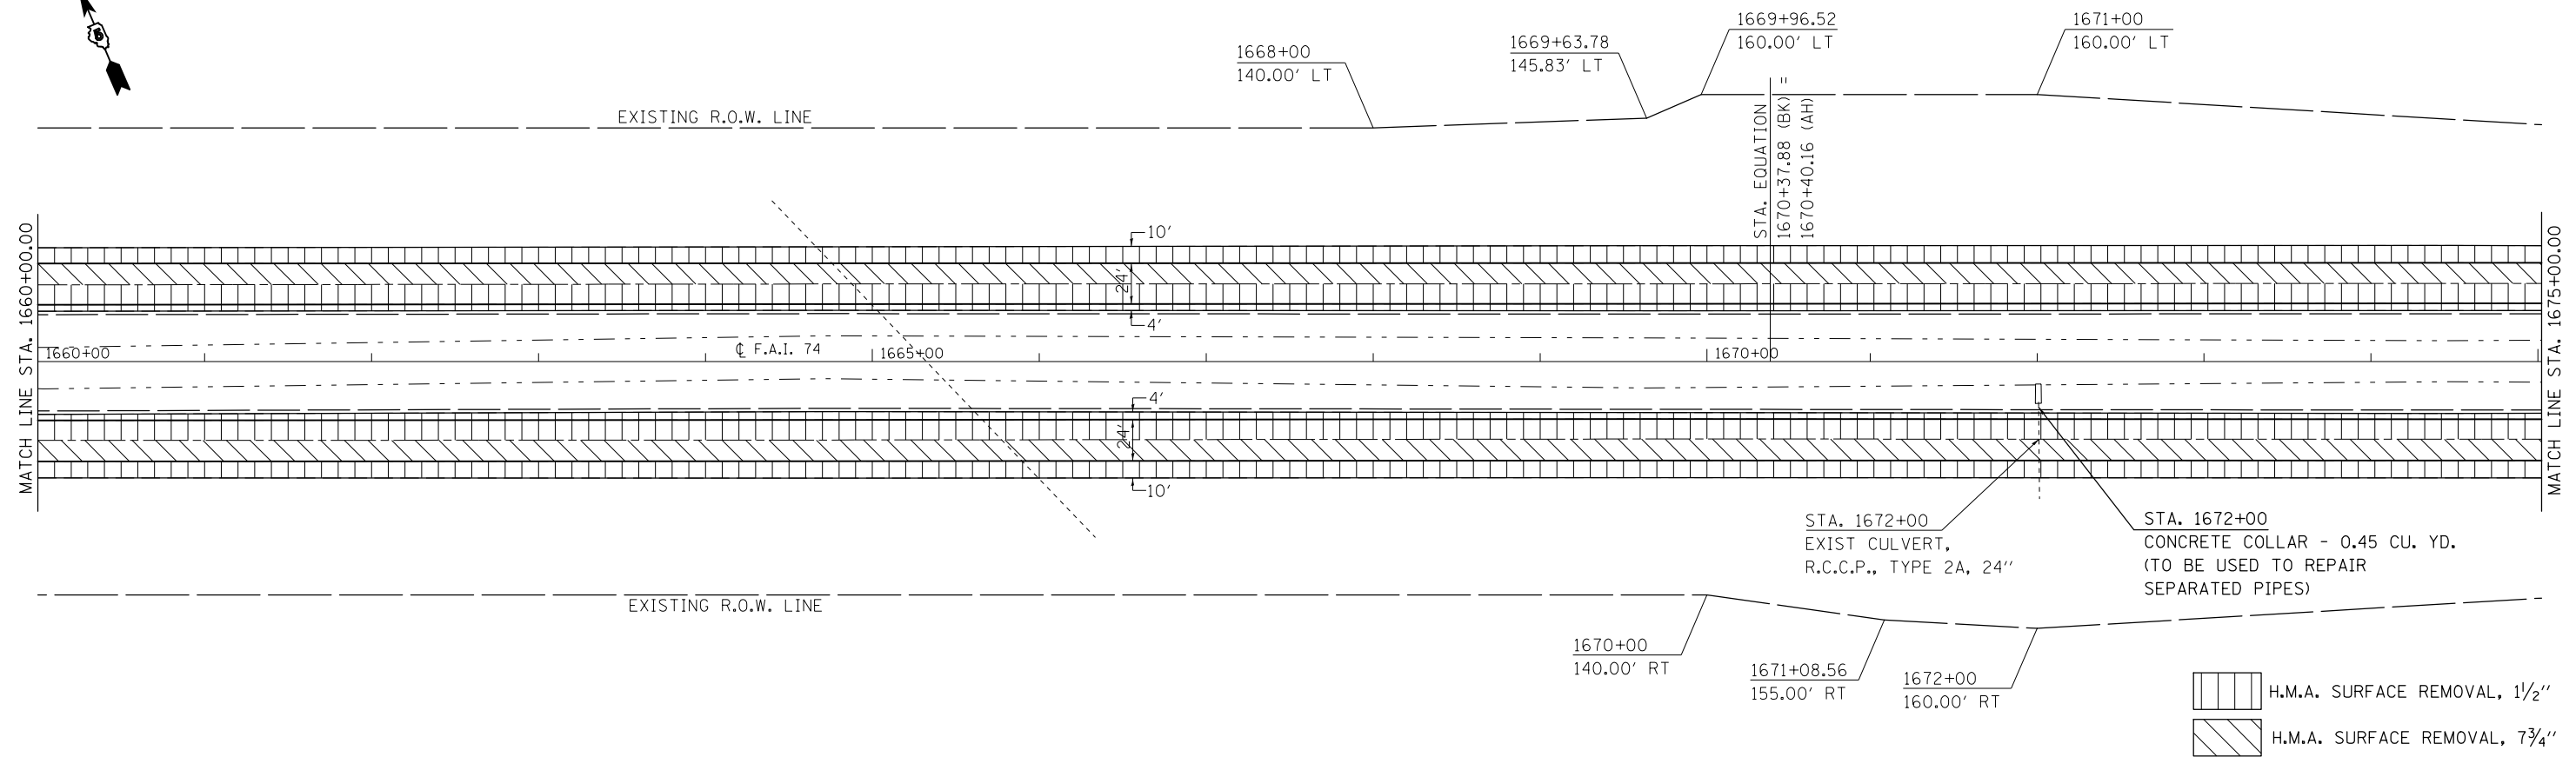 5
1668+00
140.00' LT
1669+63.78
145.83' LT
1669+96.52
160.00' LT
1671+00
160.00' LT
EXISTING R.O.W. LINE
STA. EQUATION
1670+37.88 (BK) =
1670+40.16 (AH)
MATCH LINE STA. 1660+00.00
MATCH LINE STA. 1675+00.00
10'
24'
4'
1660+00
℄ F.A.I. 74
1665+00
1670+00
4'
24'
10'
STA. 1672+00
EXIST CULVERT,
R.C.C.P., TYPE 2A, 24''
STA. 1672+00
CONCRETE COLLAR - 0.45 CU. YD.
(TO BE USED TO REPAIR
SEPARATED PIPES)
EXISTING R.O.W. LINE
1670+00
140.00' RT
1671+08.56
155.00' RT
1672+00
160.00' RT
H.M.A. SURFACE REMOVAL, 1 1/2''
H.M.A. SURFACE REMOVAL, 7 3/4''